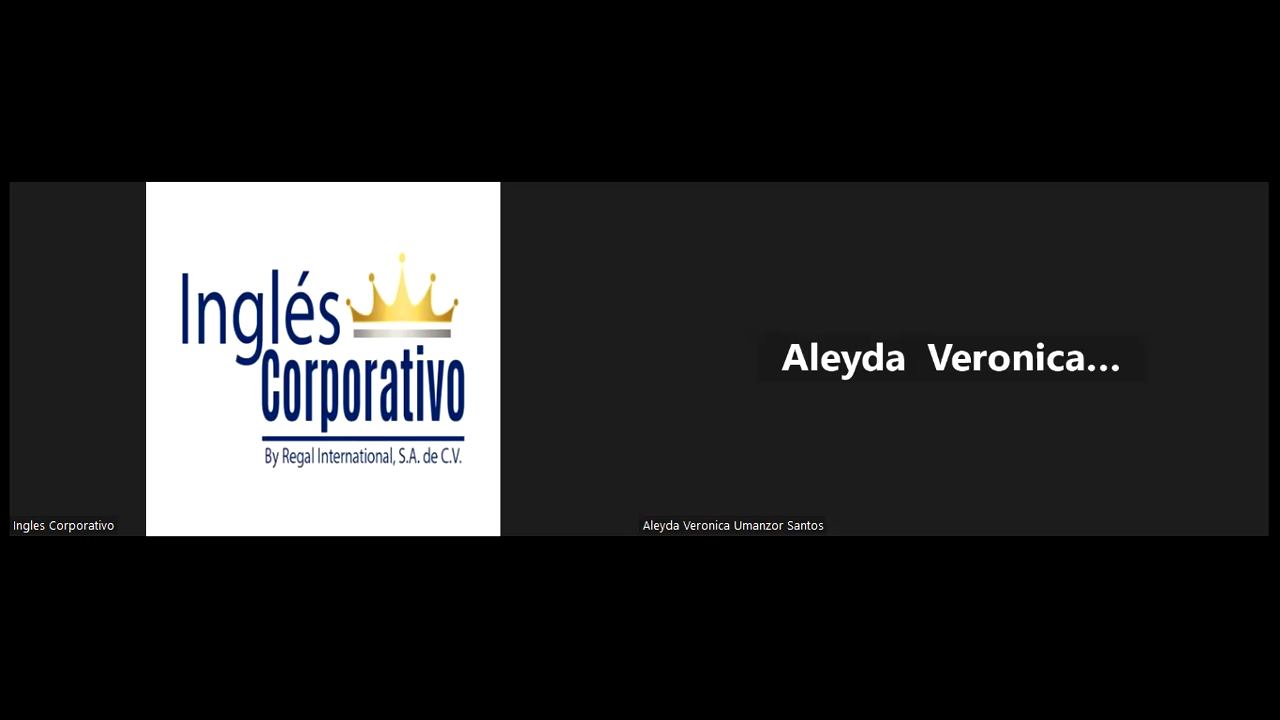 Inglés
Corporativo
By Regal International, S.A. de C.V.
Aleyda Veronica...
Ingles Corporativo
Aleyda Veronica Umanzor Santos